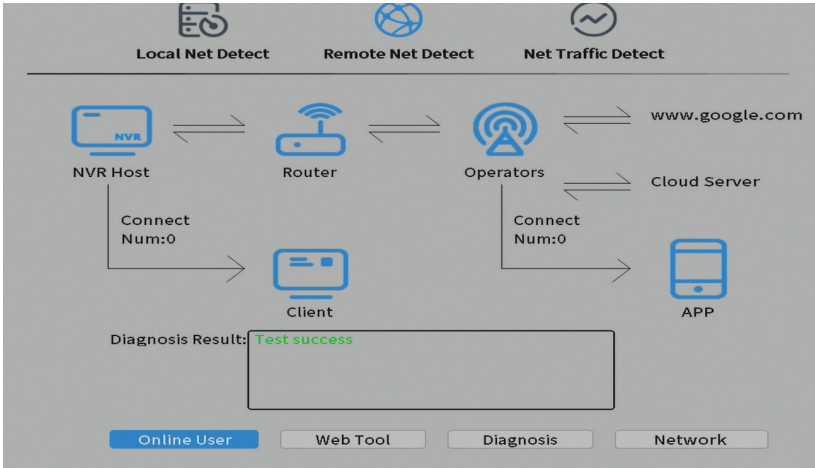 Local Net Detect
Remote Net Detect
Net Traffic Detect
NVR
www.google.com
NVR Host
Router
Operators
Cloud Server
Connect
Num:0
Connect
Num:0
Client
APP
Diagnosis Result: Test success
Online User
Web Tool
Diagnosis
Network